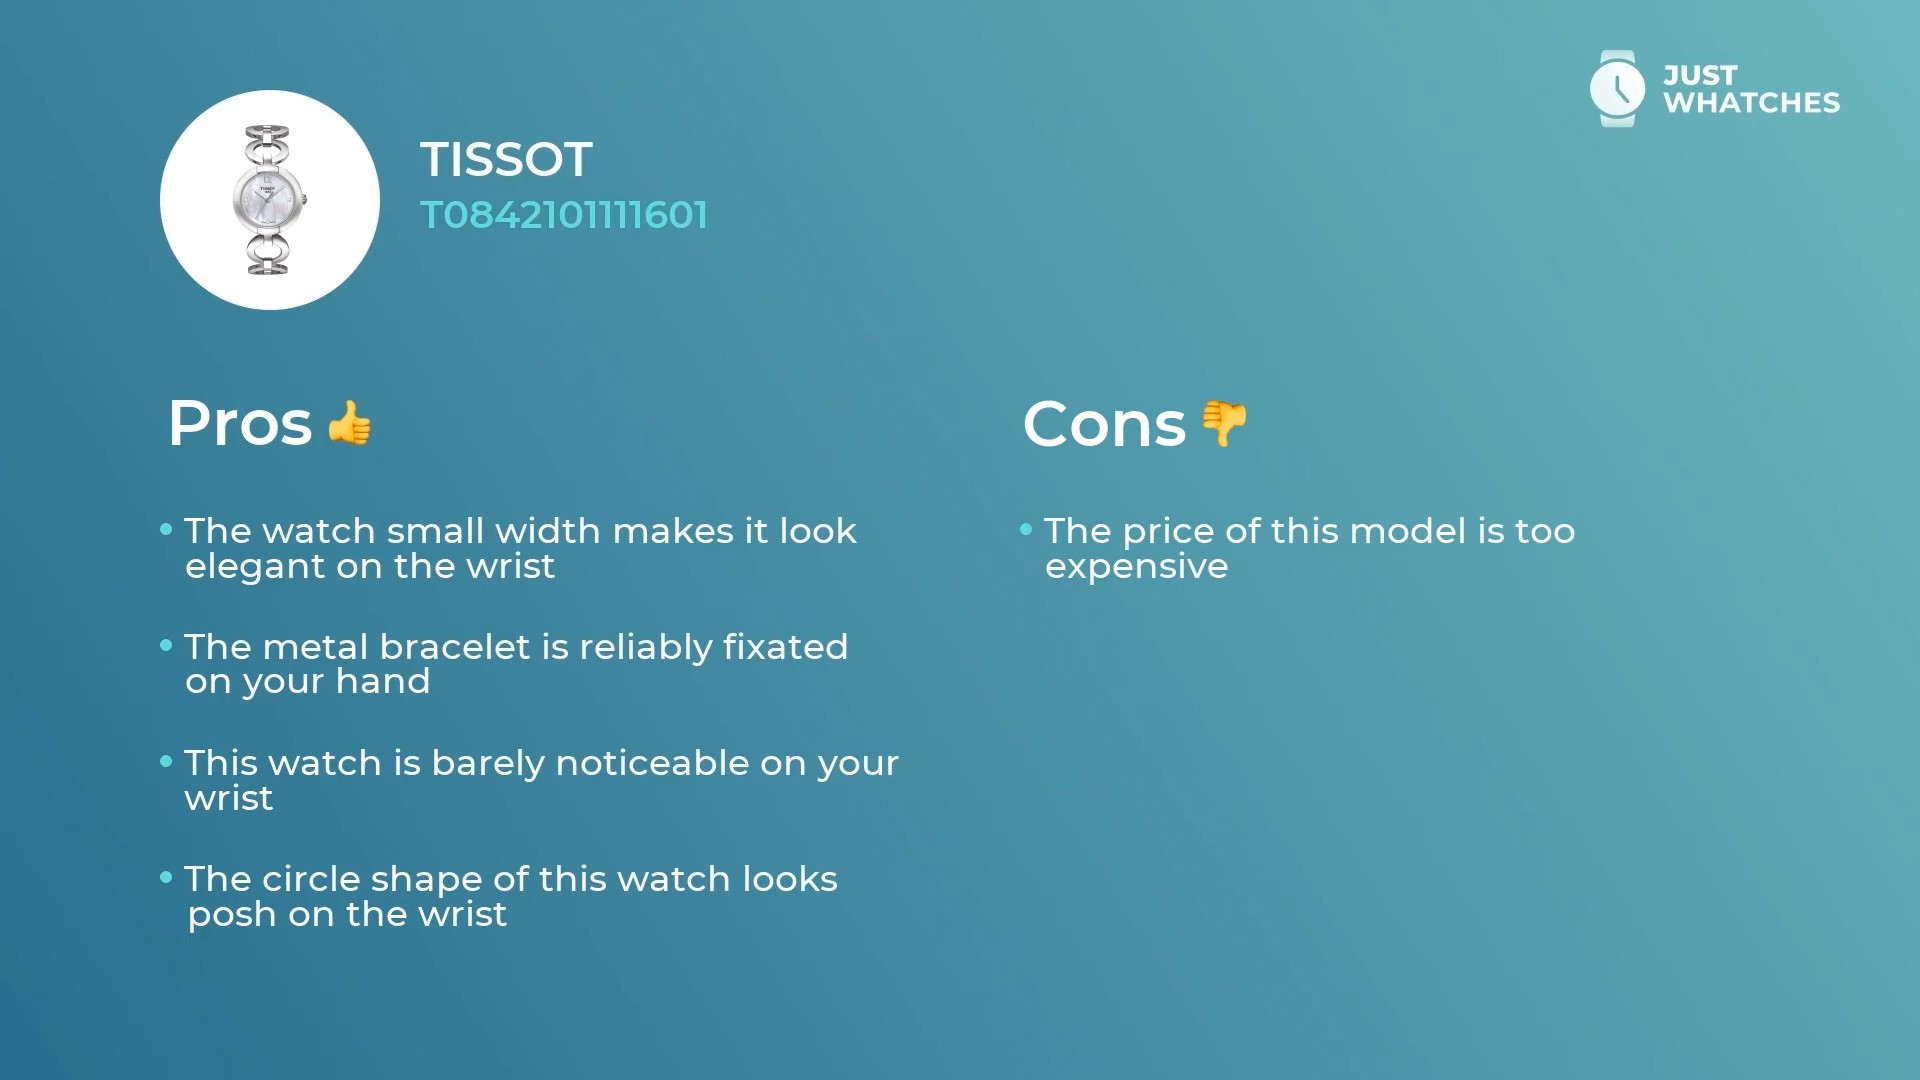 JUST
WHATCHES
TISSOT
T0842101111601
Pros 👍
• The watch small width makes it look
elegant on the wrist
• The metal bracelet is reliably fixated
on your hand
• This watch is barely noticeable on your
wrist
• The circle shape of this watch looks
posh on the wrist
Cons 👎
• The price of this model is too
expensive